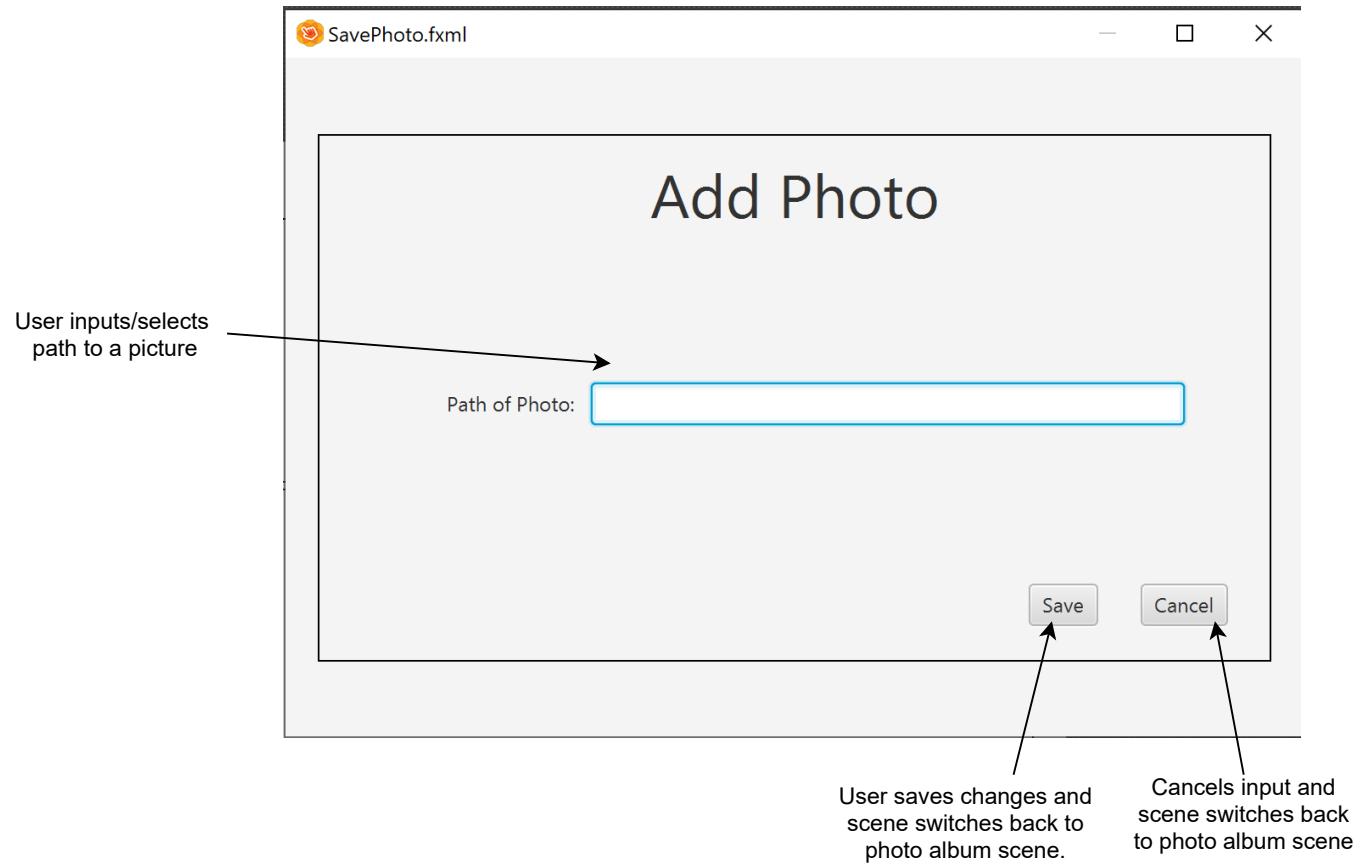 SavePhoto.fxml
Add Photo
User inputs/selects
path to a picture
Path of Photo:
Save
Cancel
User saves changes and
scene switches back to
photo album scene.
Cancels input and
scene switches back
to photo album scene